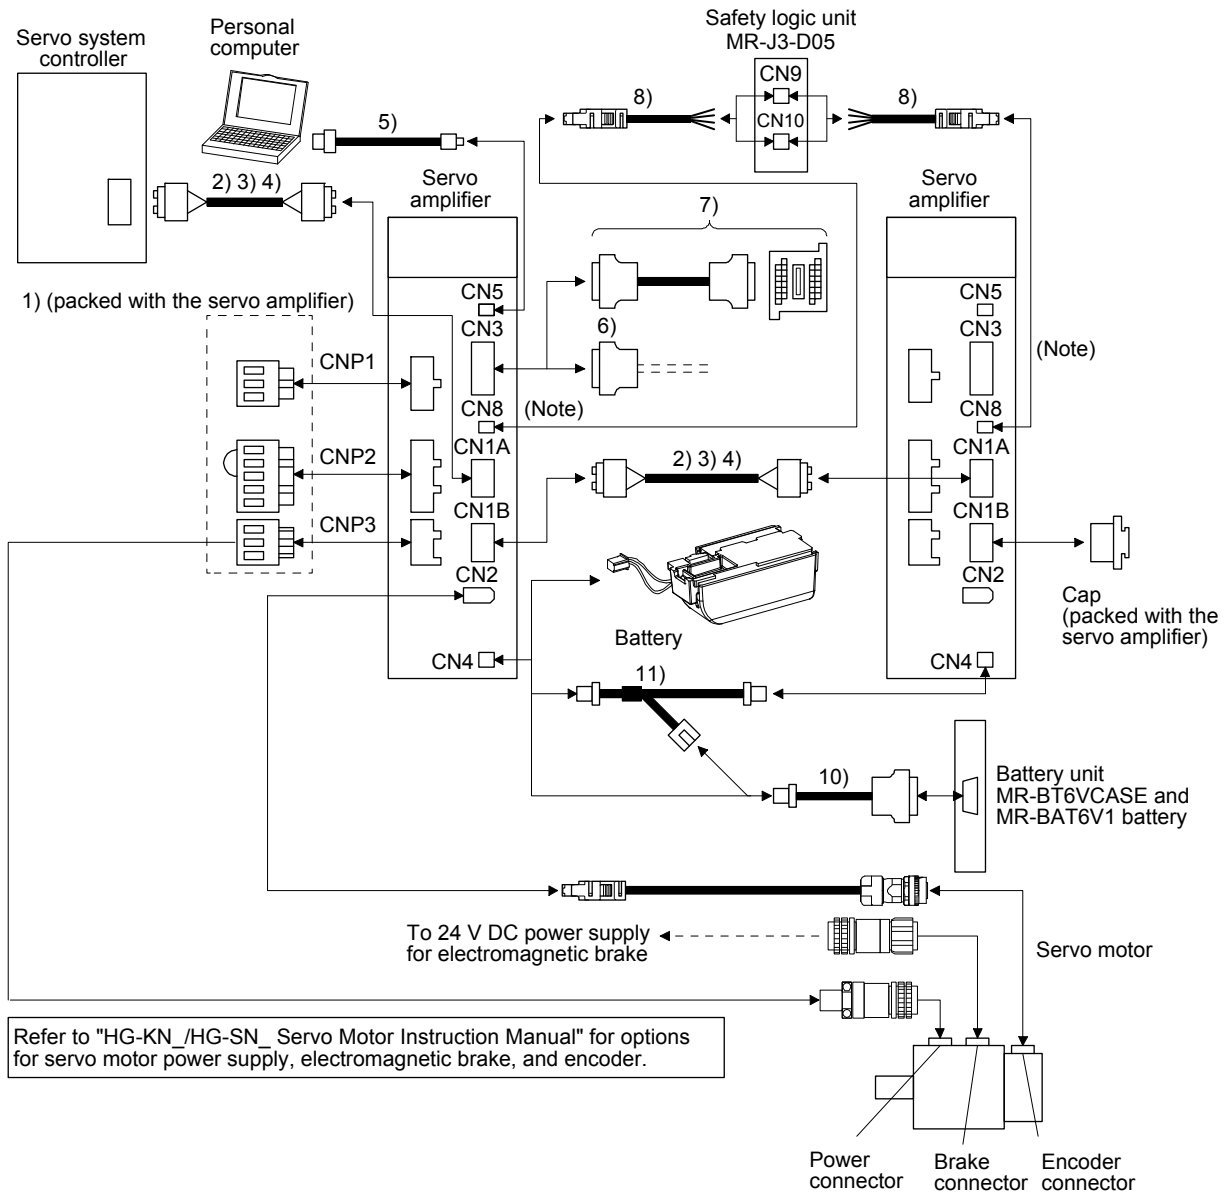 Servo system
controller
Personal
computer
Safety logic unit
MR-J3-D05
CN9
CN10
8)
8)
5)
2) 3) 4)
Servo
amplifier
Servo
amplifier
7)
1) (packed with the servo amplifier)
CN5
CN3
6)
CN5
CN3
(Note)
CNP1
CN8
(Note)
CN8
CN1A
CN1A
CNP2
2) 3) 4)
CN1B
CN1B
CNP3
CN2
CN2
Cap
(packed with the
servo amplifier)
Battery
CN4
CN4
11)
10)
Battery unit
MR-BT6VCASE and
MR-BAT6V1 battery
To 24 V DC power supply
for electromagnetic brake
Servo motor
Refer to "HG-KN_/HG-SN_ Servo Motor Instruction Manual" for options
for servo motor power supply, electromagnetic brake, and encoder.
Power
connector
Brake
connector
Encoder
connector